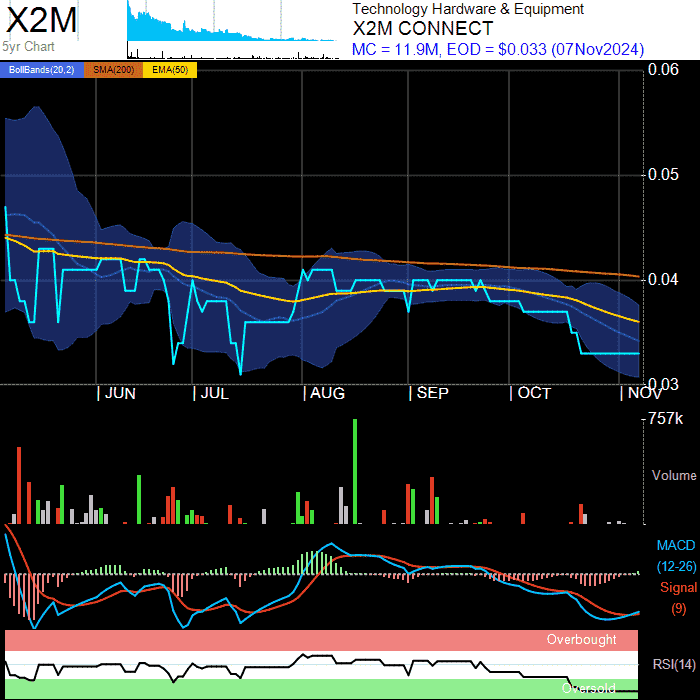 X2M
5yr Chart
Technology Hardware & Equipment
X2M CONNECT
MC = 11.9M, EOD = $0.033 (07Nov2024)
BollBands(20,2) SMA(200) EMA(50)
0.06
0.05
0.04
0.03
JUN JUL AUG SEP OCT NOV
757k
Volume
MACD
(12-26)
Signal
(9)
Overbought
RSI(14)
Oversold